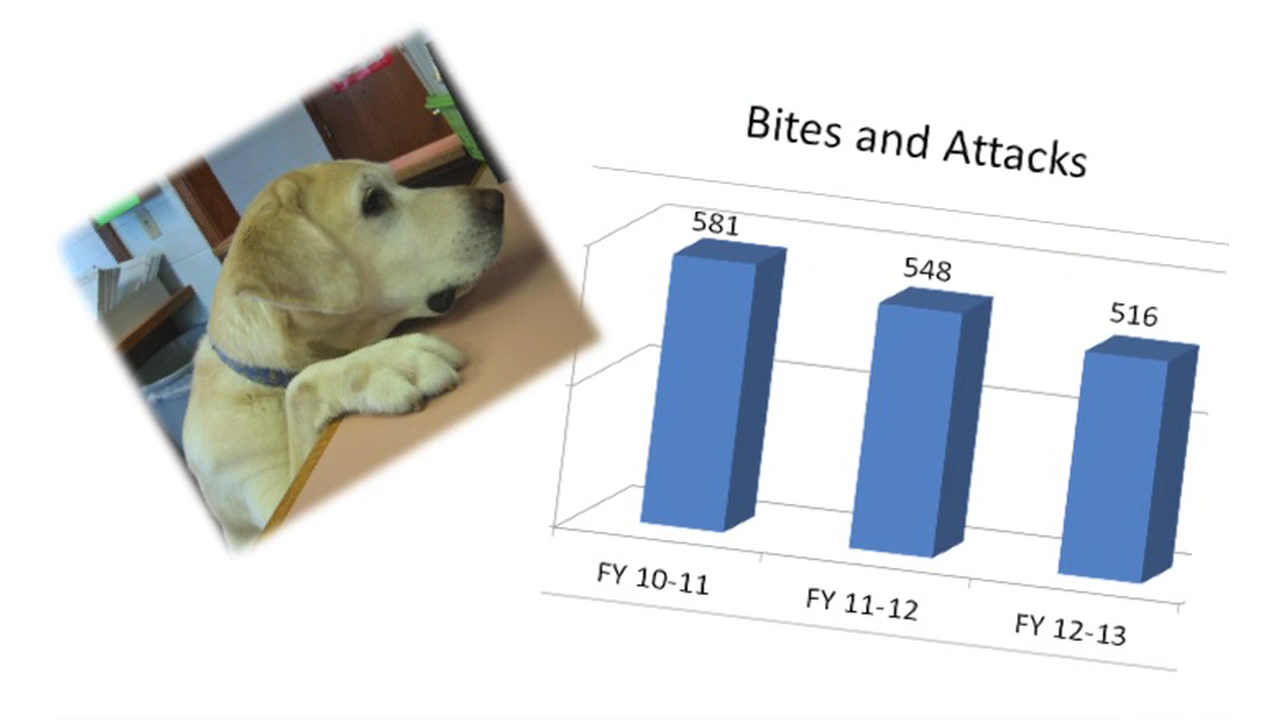 Bites and Attacks
581
548
516
FY 10-11
FY 11-12
FY 12-13